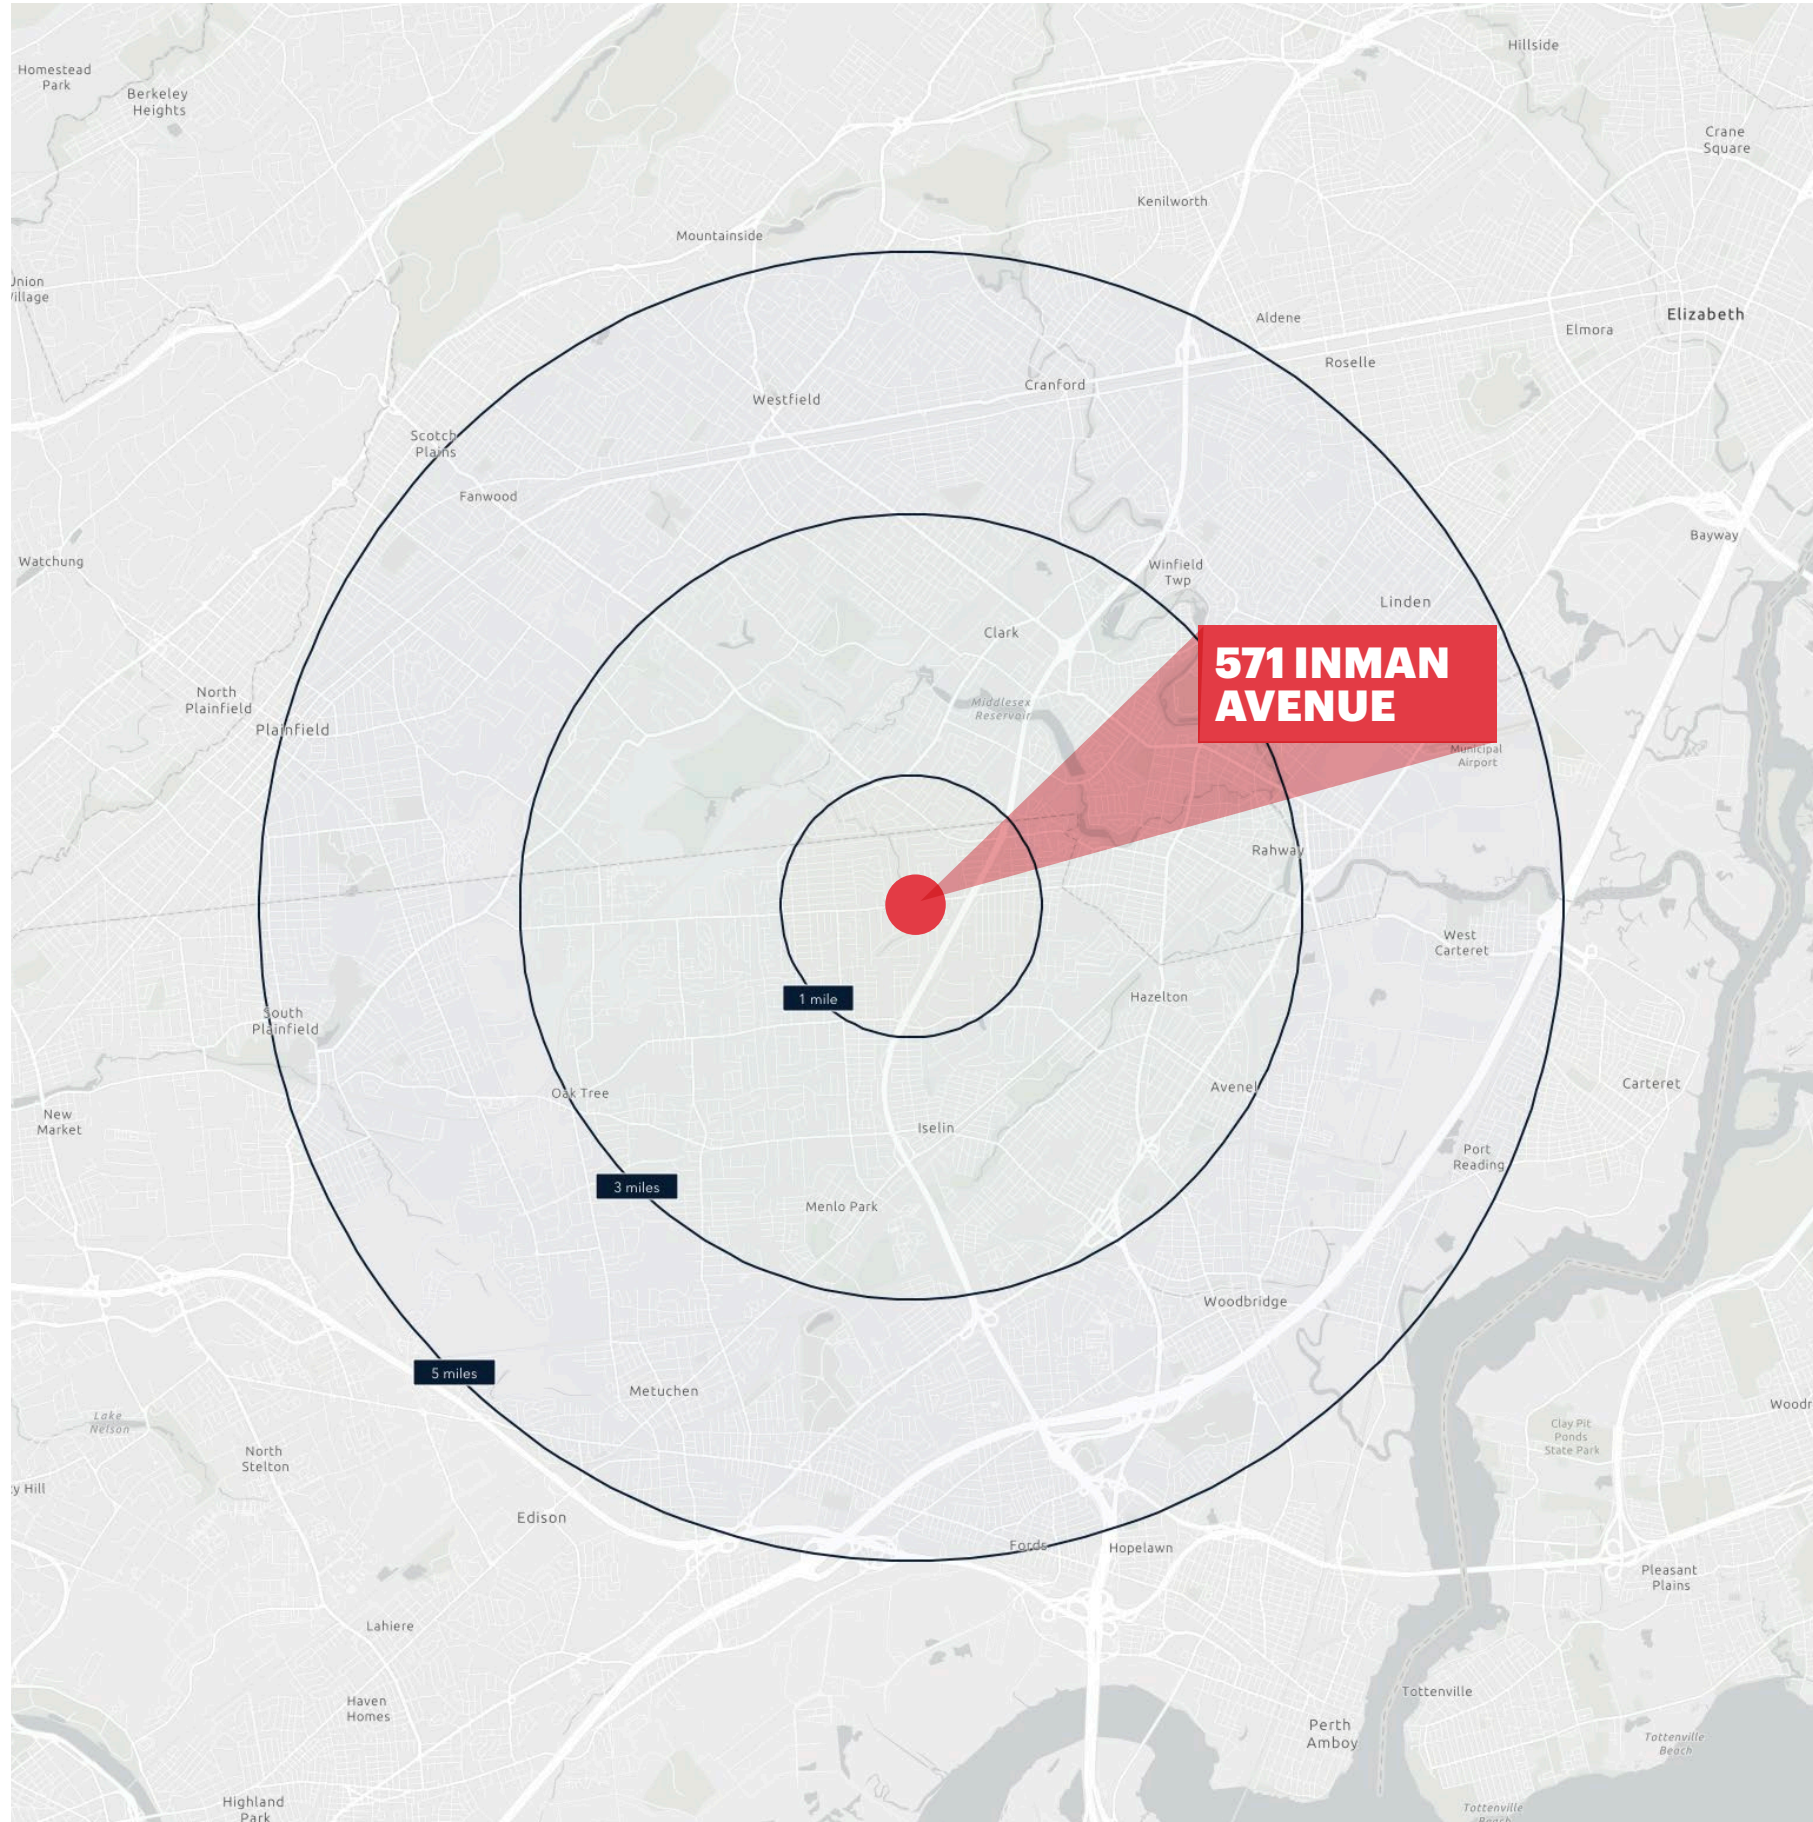 Hillside
Homestead
Park
Berkeley
Heights
Crane
Square
Kenilworth
Mountainside
Union
Village
Aldene
Elizabeth
Elmora
Roselle
Cranford
Westfield
Scotch
Plains
Fanwood
Bayway
Watchung
Winfield
Twp
Linden
Clark
571 INMAN
AVENUE
North
Plainfield
Middlesex
Reservoir
Plainfield
Municipal
Airport
Rahway
West
Carteret
1 mile
Hazelton
South
Plainfield
Carteret
Oak Tree
Avenel
New
Market
Iselin
Port
Reading
3 miles
Menlo Park
Woodbridge
5 miles
Metuchen
Woodr
Lake
Nelson
Clay Pit
Ponds
State Park
North
Stelton
y Hill
Edison
Fords
Hopelawn
Pleasant
Plains
Lahiere
Tottenville
Haven
Homes
Perth
Amboy
Tottenville
Beach
Highland
Park
Tottenville
Beach